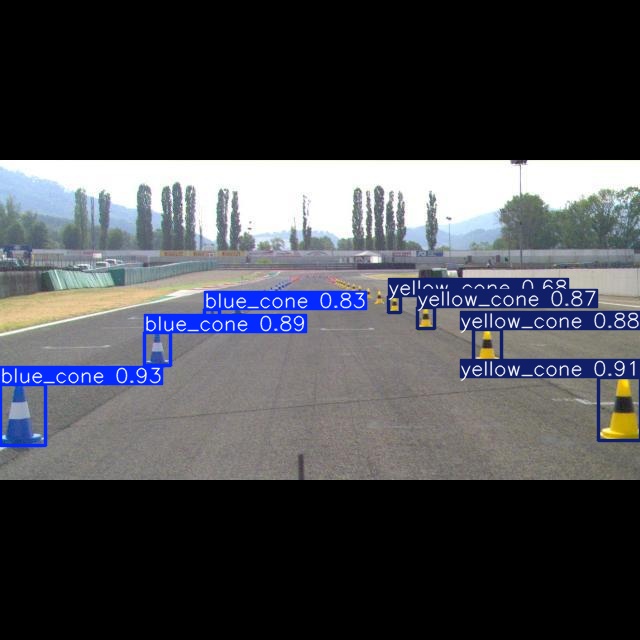 yellow_cone 0.68
blue_cone 0.83
yellow_cone 0.87
blue_cone 0.89
yellow_cone 0.88
blue_cone 0.93
yellow_cone 0.91